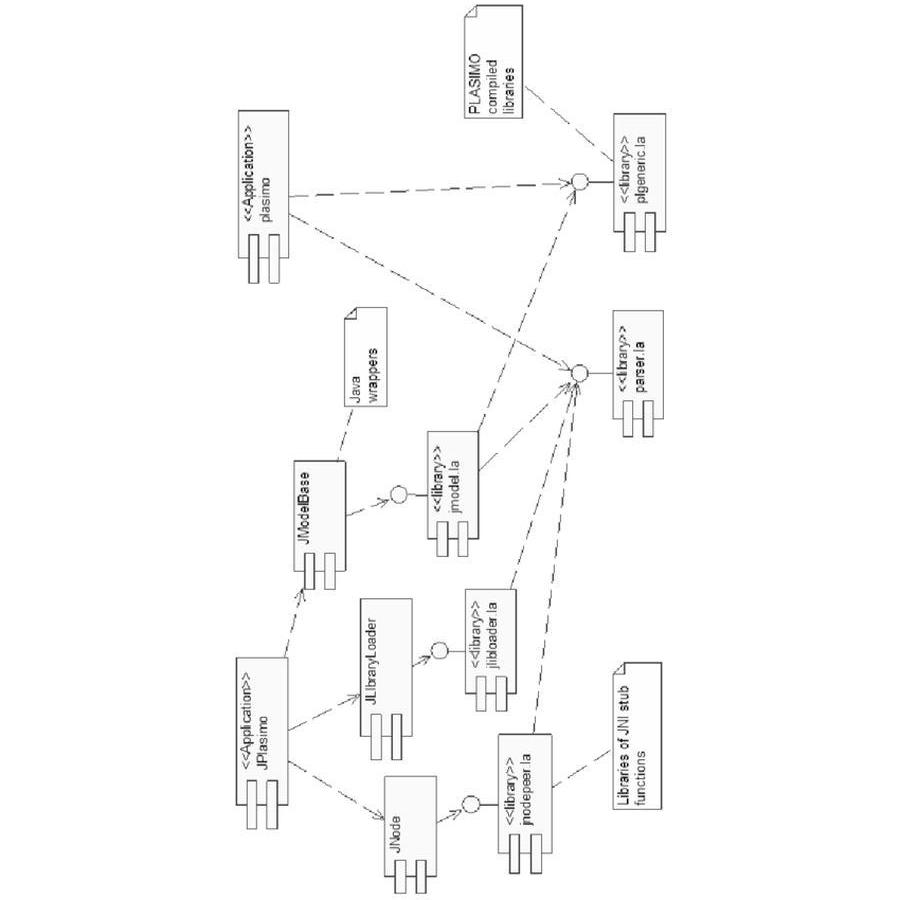 <<Application>>
JPlasimo
<<Application>>
plasimo
JModelBase
Java
wrappers
JLibraryLoader
JNode
<<library>>
jmodel.la
<<library>>
jlibloader.la
<<library>>
jnodepeer.la
PLASIMO
compiled
libraries
Libraries of JNI stub
functions
<<library>>
parser.la
<<library>>
plgeneric.la